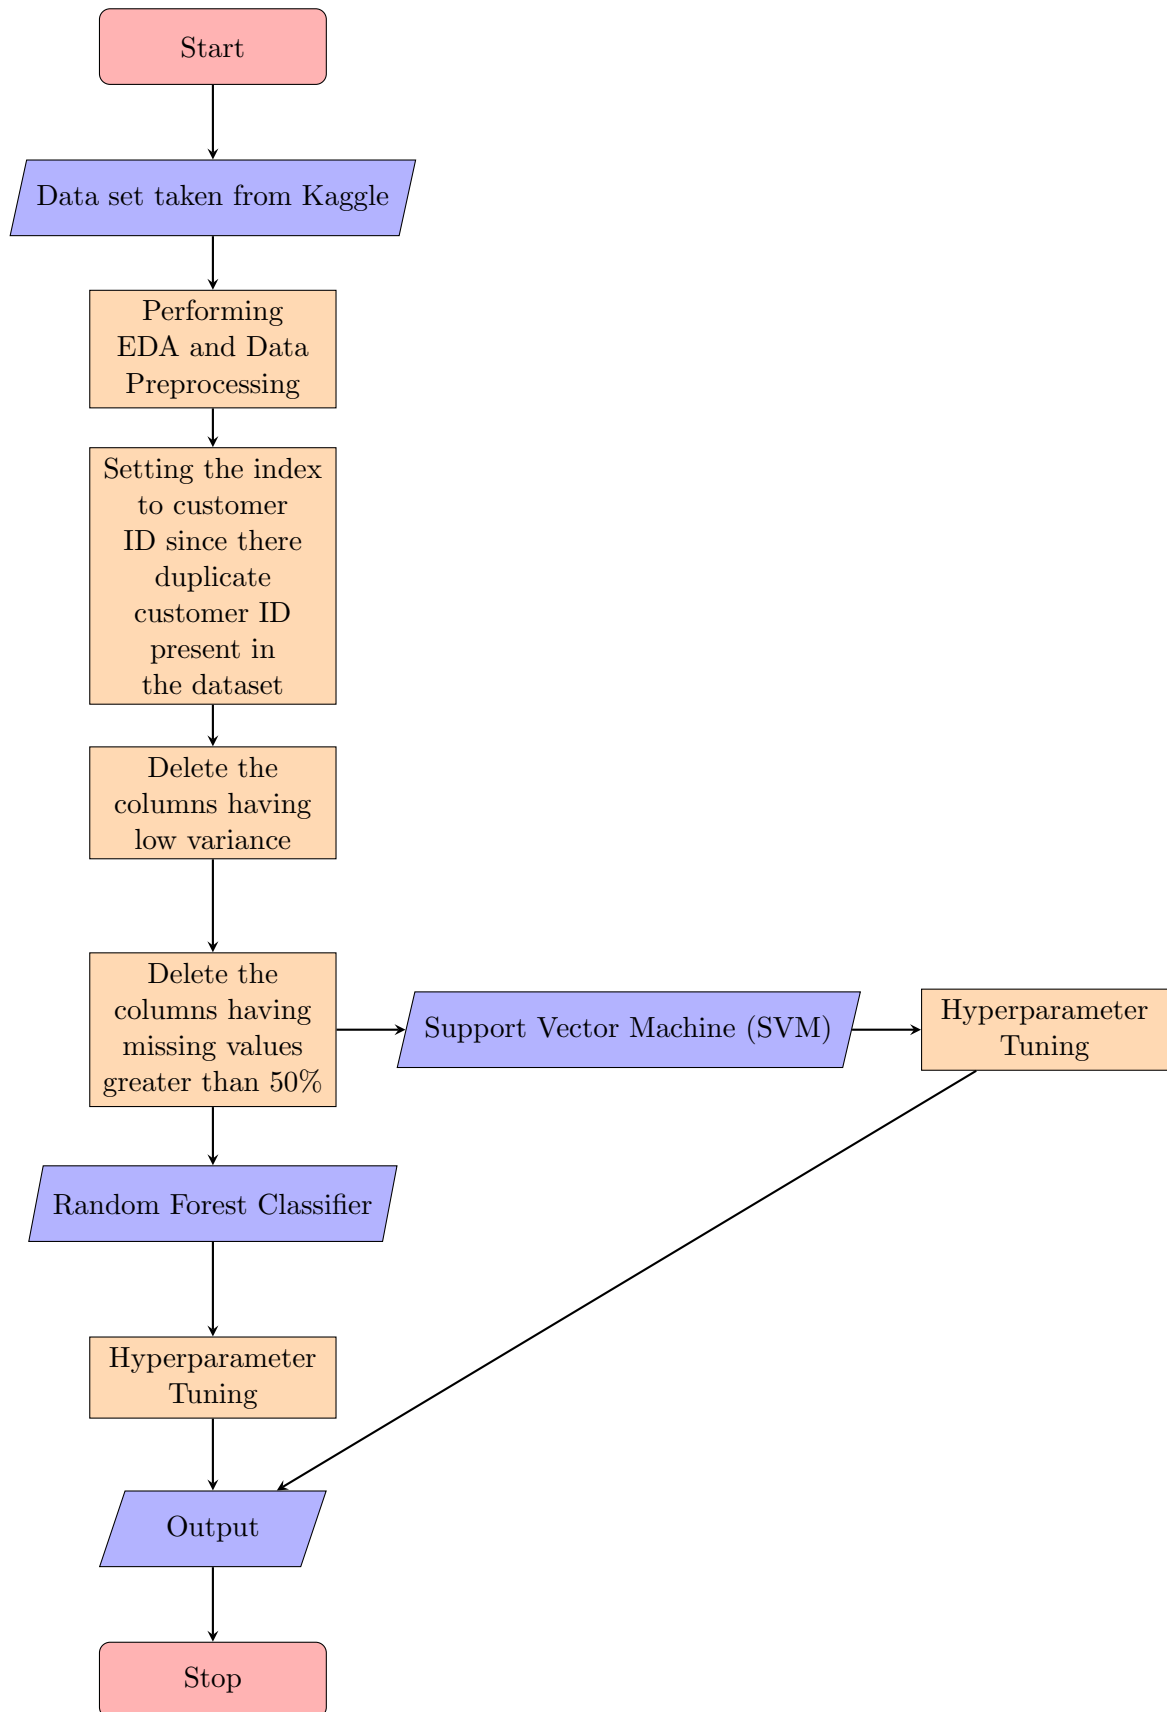 Start
Data set taken from Kaggle
Performing
EDA and Data
Preprocessing
Setting the index
to customer
ID since there
duplicate
customer ID
present in
the dataset
Delete the
columns having
low variance
Delete the
columns having
missing values
greater than 50%
Support Vector Machine (SVM)
Hyperparameter
Tuning
Random Forest Classifier
Hyperparameter
Tuning
Output
Stop